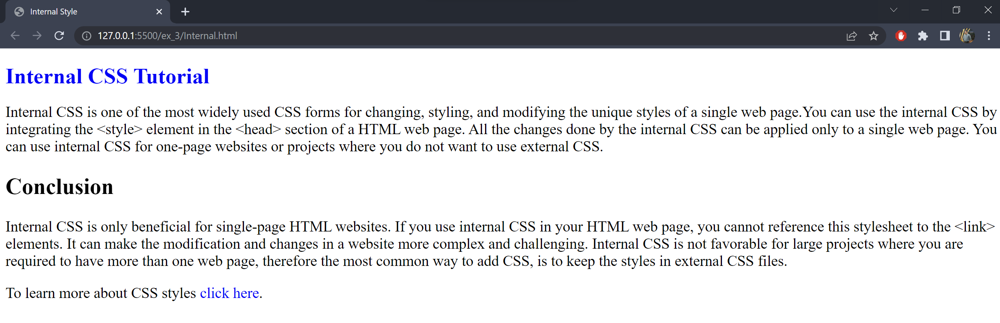 Internal Style
127.0.0.1:5500/ex_3/Internal.html
Internal CSS Tutorial
Internal CSS is one of the most widely used CSS forms for changing, styling, and modifying the unique styles of a single web page.You can use the internal CSS by
integrating the <style> element in the <head> section of a HTML web page. All the changes done by the internal CSS can be applied only to a single web page. You
can use internal CSS for one-page websites or projects where you do not want to use external CSS.
Conclusion
Internal CSS is only beneficial for single-page HTML websites. If you use internal CSS in your HTML web page, you cannot reference this stylesheet to the <link>
elements. It can make the modification and changes in a website more complex and challenging. Internal CSS is not favorable for large projects where you are
required to have more than one web page, therefore the most common way to add CSS, is to keep the styles in external CSS files.
To learn more about CSS styles click here.